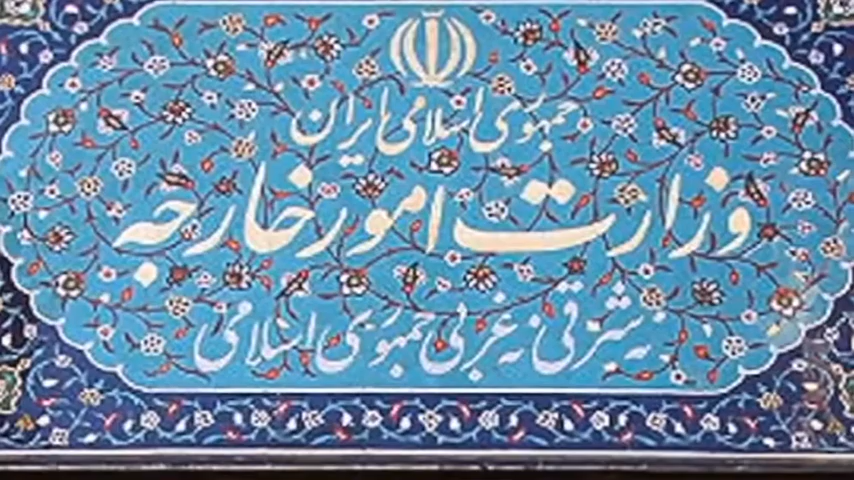 جمهوری اسلامی ایران
وزارت امور خارجه
نه شرقی نه غربی جمهوری اسلامی